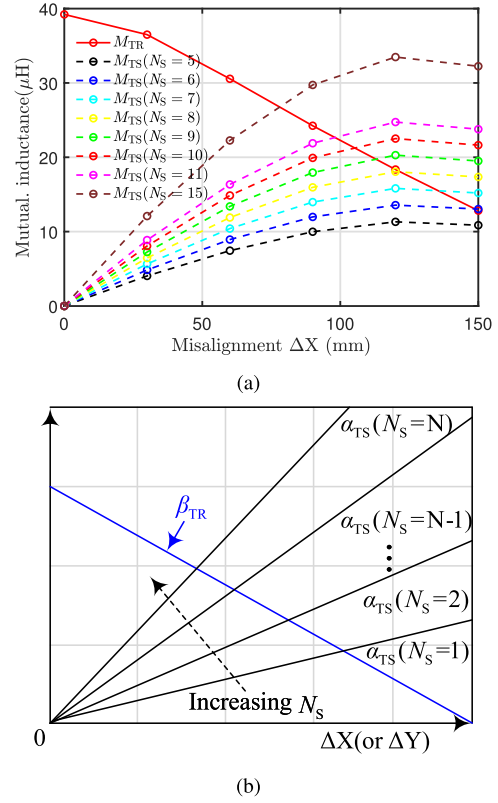 40
30
20
10
0
Mutual. inductance(μH)
M_TR
M_TS(N_S = 5)
M_TS(N_S = 6)
M_TS(N_S = 7)
M_TS(N_S = 8)
M_TS(N_S = 9)
M_TS(N_S = 10)
M_TS(N_S = 11)
M_TS(N_S = 15)
0 50 100 150
Misalignment ΔX (mm)
(a)
α_TS(N_S=N)
β_TR
α_TS(N_S=N-1)
α_TS(N_S=2)
α_TS(N_S=1)
Increasing N_S
0
ΔX(or ΔY)
(b)